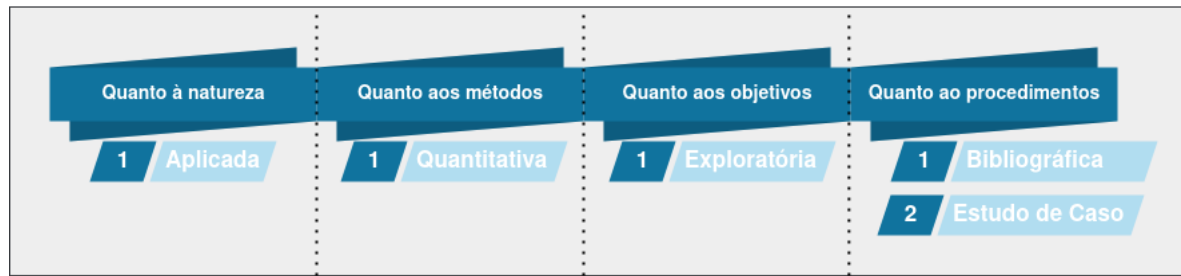 Quanto à natureza
1 Aplicada
Quanto aos métodos
1 Quantitativa
Quanto aos objetivos
1 Exploratória
Quanto ao procedimentos
1 Bibliográfica
2 Estudo de Caso